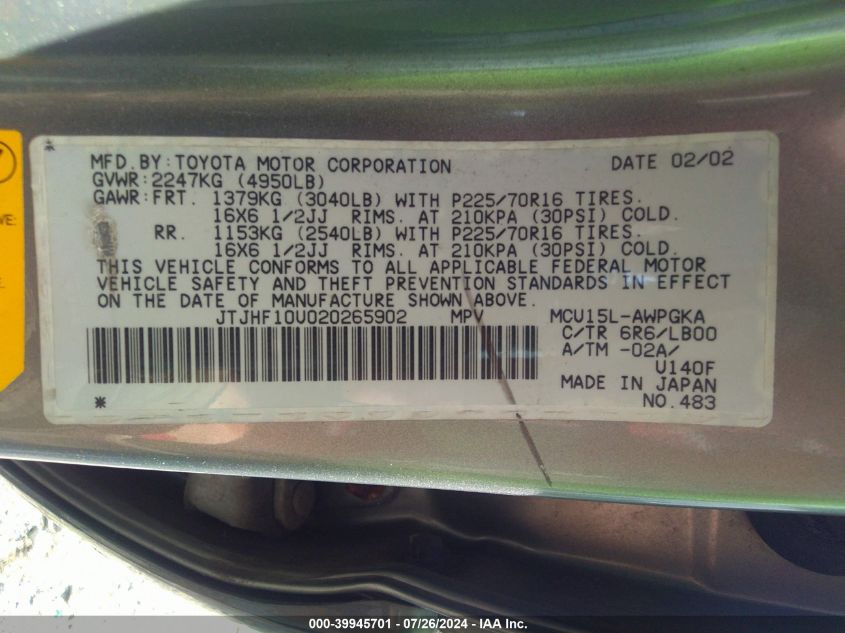 MFD.BY:TOYOTA MOTOR CORPORATION DATE 02/02
GVWR:2247KG (4950LB)
GAWR:FRT. 1379KG (3040LB) WITH P225/70R16 TIRES.
16X6 1/2JJ RIMS. AT 210KPA (30PSI) COLD.
RR. 1153KG (2540LB) WITH P225/70R16 TIRES.
16X6 1/2JJ RIMS. AT 210KPA (30PSI) COLD.
THIS VEHICLE CONFORMS TO ALL APPLICABLE FEDERAL MOTOR
VEHICLE SAFETY AND THEFT PREVENTION STANDARDS IN EFFECT
ON THE DATE OF MANUFACTURE SHOWN ABOVE.
JTJHF10U020265902 MPV MCU15L-AWPGKA
C/TR 6R6/LB00
A/TM -02A/
U140F
MADE IN JAPAN
* NO.483
000-39945701 - 07/26/2024 - IAA Inc.